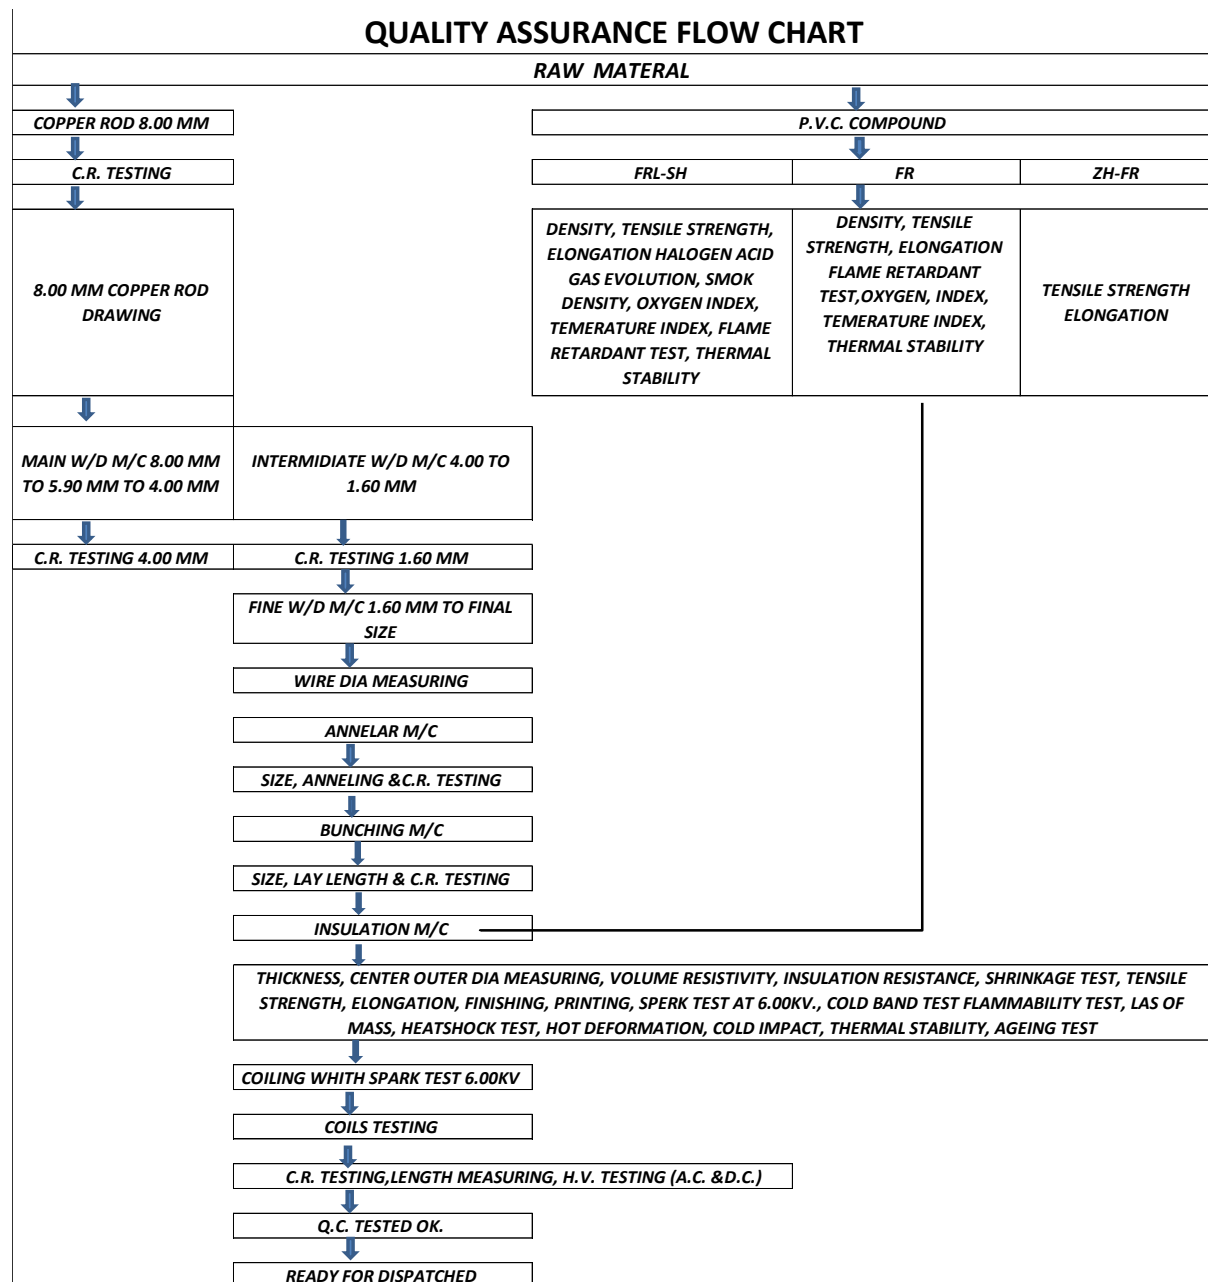 QUALITY ASSURANCE FLOW CHART
RAW MATERAL
COPPER ROD 8.00 MM
P.V.C. COMPOUND
C.R. TESTING
FRL-SH
FR
ZH-FR
8.00 MM COPPER ROD
DRAWING
DENSITY, TENSILE STRENGTH,
ELONGATION HALOGEN ACID
GAS EVOLUTION, SMOK
DENSITY, OXYGEN INDEX,
TEMERATURE INDEX, FLAME
RETARDANT TEST, THERMAL
STABILITY
DENSITY, TENSILE
STRENGTH, ELONGATION
FLAME RETARDANT
TEST,OXYGEN, INDEX,
TEMERATURE INDEX,
THERMAL STABILITY
TENSILE STRENGTH
ELONGATION
MAIN W/D M/C 8.00 MM
TO 5.90 MM TO 4.00 MM
INTERMIDIATE W/D M/C 4.00 TO
1.60 MM
C.R. TESTING 4.00 MM
C.R. TESTING 1.60 MM
FINE W/D M/C 1.60 MM TO FINAL
SIZE
WIRE DIA MEASURING
ANNELAR M/C
SIZE, ANNELING &C.R. TESTING
BUNCHING M/C
SIZE, LAY LENGTH & C.R. TESTING
INSULATION M/C
THICKNESS, CENTER OUTER DIA MEASURING, VOLUME RESISTIVITY, INSULATION RESISTANCE, SHRINKAGE TEST, TENSILE
STRENGTH, ELONGATION, FINISHING, PRINTING, SPERK TEST AT 6.00KV., COLD BAND TEST FLAMMABILITY TEST, LAS OF
MASS, HEATSHOCK TEST, HOT DEFORMATION, COLD IMPACT, THERMAL STABILITY, AGEING TEST
COILING WHITH SPARK TEST 6.00KV
COILS TESTING
C.R. TESTING,LENGTH MEASURING, H.V. TESTING (A.C. &D.C.)
Q.C. TESTED OK.
READY FOR DISPATCHED